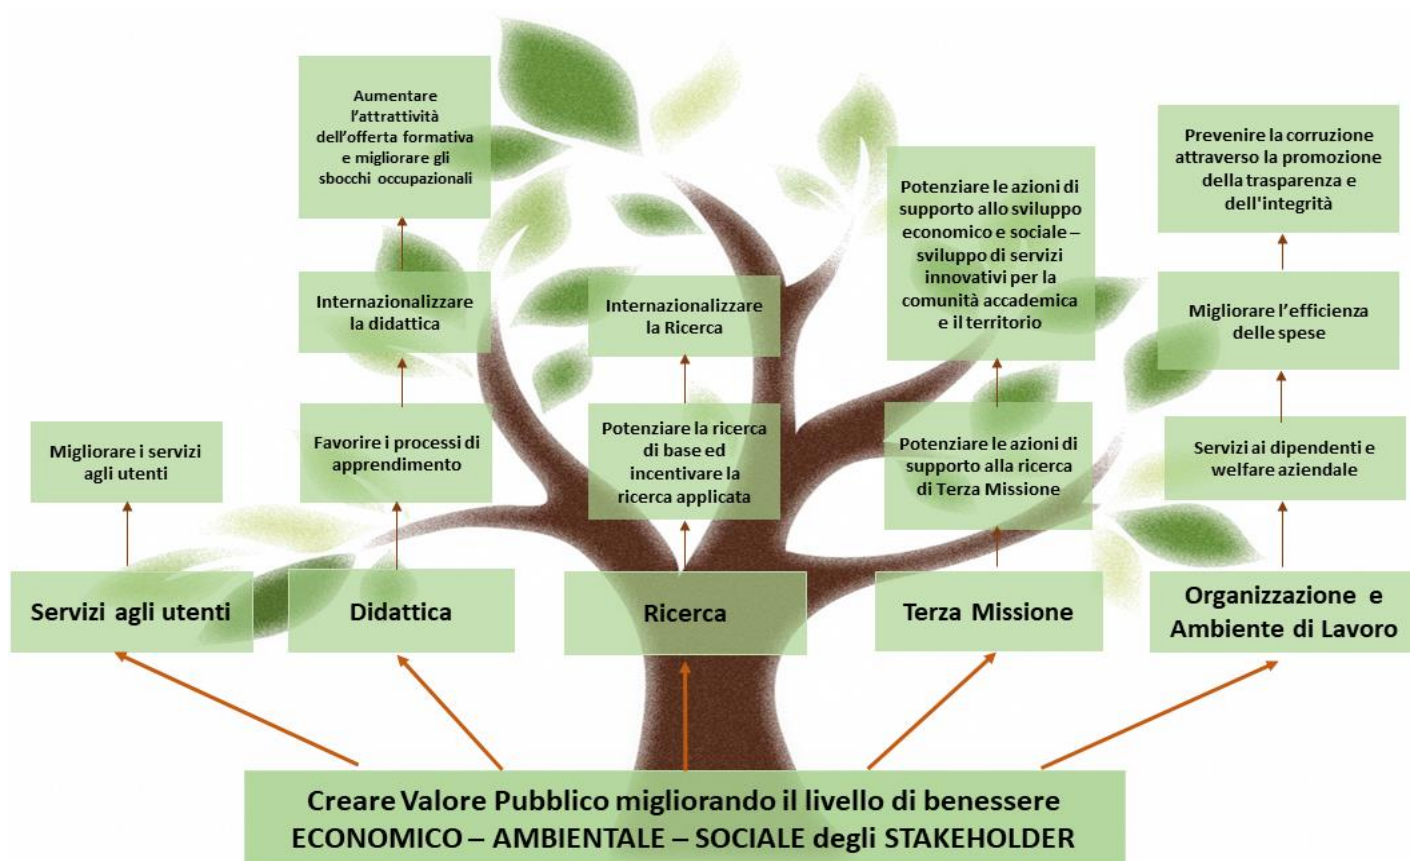 Aumentare
l'attrattività
dell'offerta formativa
e migliorare gli
sbocchi occupazionali
Internazionalizzare
la didattica
Favorire i processi di
apprendimento
Migliorare i servizi
agli utenti
Internazionalizzare
la Ricerca
Potenziare la ricerca
di base ed
incentivare la
ricerca applicata
Potenziare le azioni di
supporto allo sviluppo
economico e sociale –
sviluppo di servizi
innovativi per la
comunità accademica
e il territorio
Potenziare le azioni di
supporto alla ricerca
di Terza Missione
Prevenire la corruzione
attraverso la promozione
della trasparenza e
dell'integrità
Migliorare l'efficienza
delle spese
Servizi ai dipendenti e
welfare aziendale
Servizi agli utenti
Didattica
Ricerca
Terza Missione
Organizzazione e
Ambiente di Lavoro
Creare Valore Pubblico migliorando il livello di benessere
ECONOMICO – AMBIENTALE – SOCIALE degli STAKEHOLDER